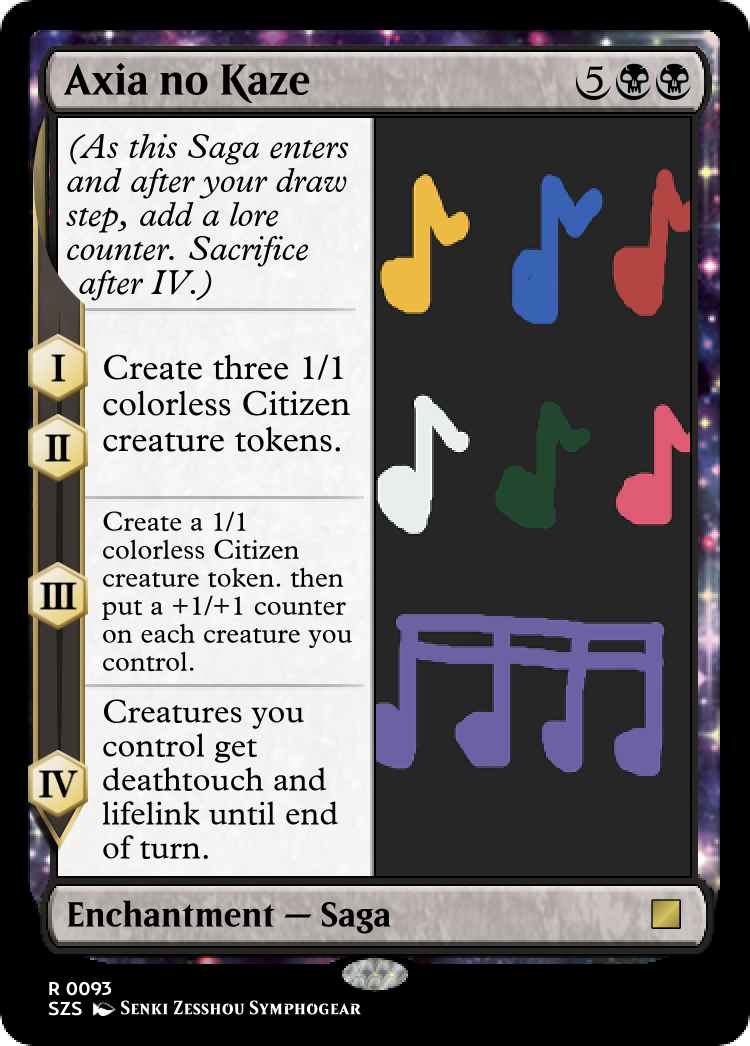 Axia no Kaze 5
(As this Saga enters
and after your draw
step, add a lore
counter. Sacrifice
after IV.)
I
Create three 1/1
colorless Citizen
II
creature tokens.
Create a 1/1
colorless Citizen
creature token. then
III
put a +1/+1 counter
on each creature you
control.
Creatures you
control get
IV
deathtouch and
lifelink until end
of turn.
Enchantment — Saga
R 0093
SZS Senki Zesshou Symphogear